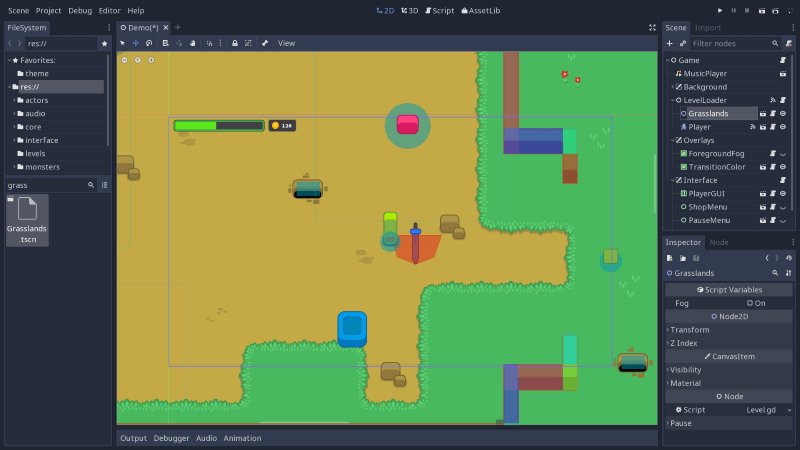 Scene Project Debug Editor Help
2D 3D Script AssetLib
FileSystem
Demo(*)
Scene Import
res://
View
Filter nodes
Favorites:
theme
res://
actors
audio
core
interface
levels
monsters
grass
Grasslands
.tscn
120
Game
MusicPlayer
Background
LevelLoader
Grasslands
Player
Overlays
ForegroundFog
TransitionColor
Interface
PlayerGUI
ShopMenu
PauseMenu
Inspector Node
Grasslands
Script Variables
Fog On
Node2D
Transform
Z Index
CanvasItem
Visibility
Material
Node
Script Level.gd
Pause
Output Debugger Audio Animation